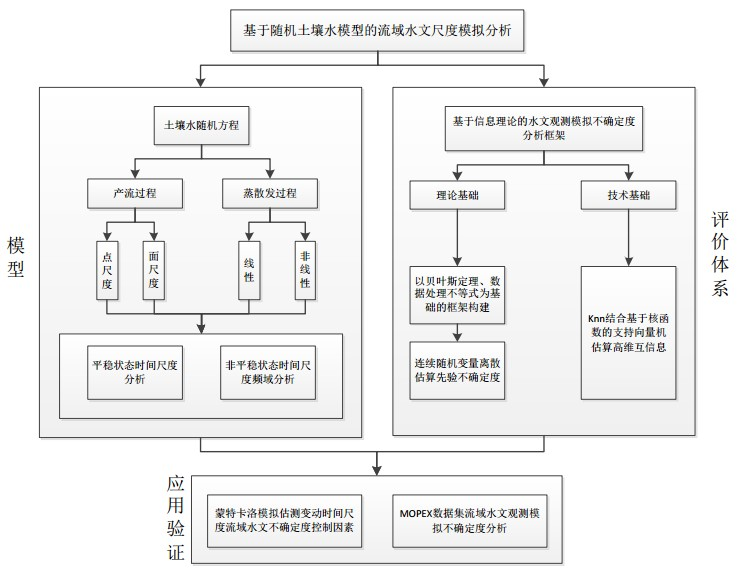 基于随机土壤水模型的流域水文尺度模拟分析
模型
土壤水随机方程
产流过程
蒸散发过程
点尺度
面尺度
线性
非线性
平稳状态时间尺度
分析
非平稳状态时间尺
度频域分析
评价体系
基于信息理论的水文观测模拟不确定度
分析框架
理论基础
技术基础
以贝叶斯定理、数
据处理不等式为基
础的框架构建
连续随机变量离散
估算先验不确定度
Knn结合基于核函
数的支持向量机
估算高维互信息
应用验证
蒙特卡洛模拟估测变动时间尺
度流域水文不确定度控制因素
MOPEX数据集流域水文观测模
拟不确定度分析